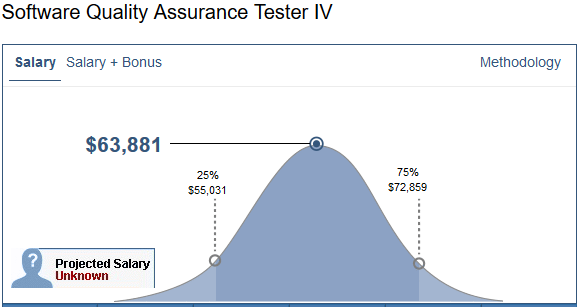 Software Quality Assurance Tester IV
Salary Salary + Bonus Methodology
$63,881
25%
$55,031
75%
$72,859
?
Projected Salary
Unknown